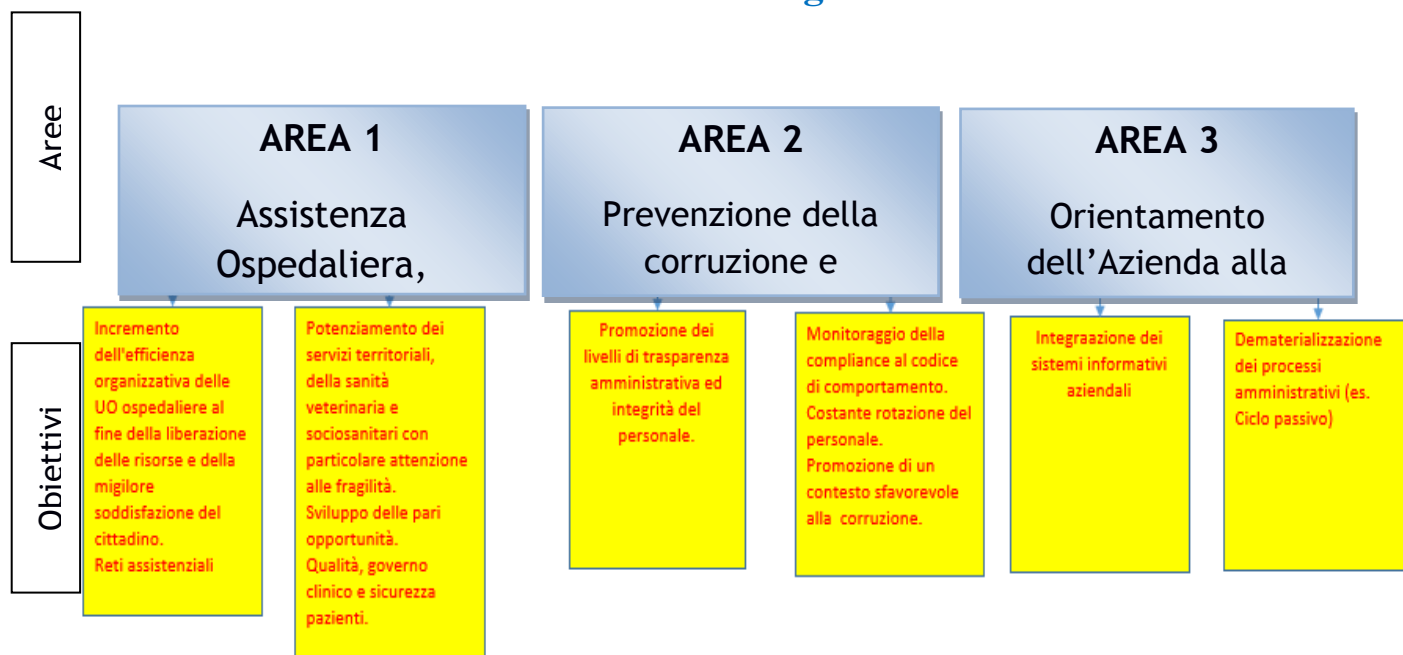 Aree
AREA 1
Assistenza
Ospedaliera,
AREA 2
Prevenzione della
corruzione e
AREA 3
Orientamento
dell’Azienda alla
Obiettivi
Incremento
dell'efficienza
organizzativa delle
UO ospedaliere al
fine della liberazione
delle risorse e della
migilore
soddisfazione del
cittadino.
Reti assistenziali
Potenziamento dei
servizi territoriali,
della sanità
veterinaria e
sociosanitari con
particolare attenzione
alle fragilità.
Sviluppo delle pari
opportunità.
Qualità, governo
clinico e sicurezza
pazienti.
Promozione dei
livelli di trasparenza
amministrativa ed
integrità del
personale.
Monitoraggio della
compliance al codice
di comportamento.
Costante rotazione del
personale.
Promozione di un
contesto sfavorevole
alla corruzione.
Integraazione dei
sistemi informativi
aziendali
Dematerializzazione
dei processi
amministrativi (es.
Ciclo passivo)